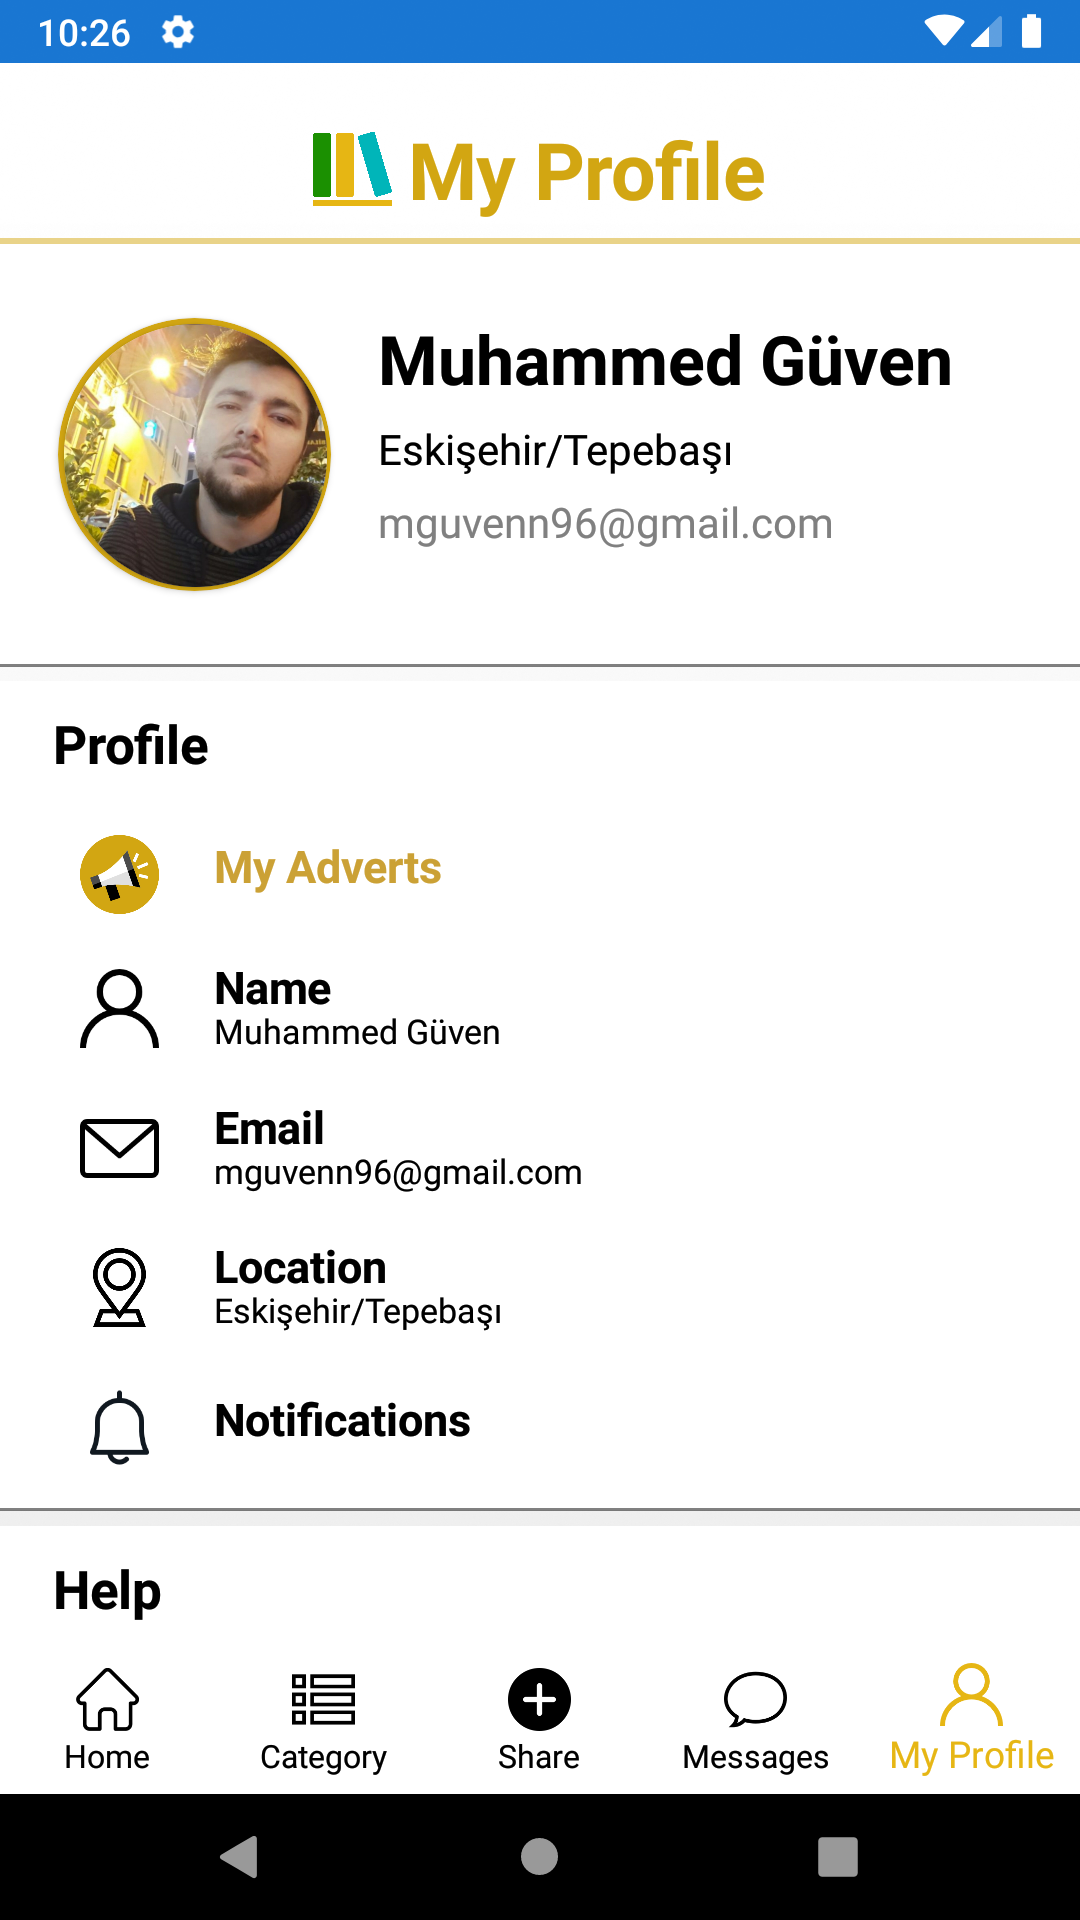 10:26
My Profile
Muhammed Güven
Eskişehir/Tepebaşı
mguvenn96@gmail.com
Profile
My Adverts
Name
Muhammed Güven
Email
mguvenn96@gmail.com
Location
Eskişehir/Tepebaşı
Notifications
Help
Home Category Share Messages My Profile